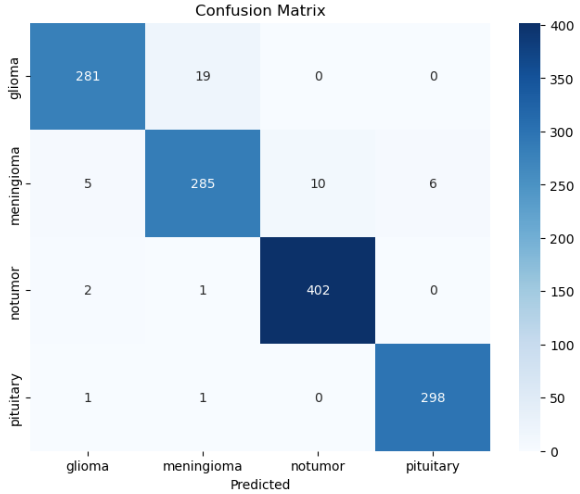 Confusion Matrix
glioma 281 19 0 0
meningioma 5 285 10 6
notumor 2 1 402 0
pituitary 1 1 0 298
glioma meningioma notumor pituitary
Predicted
400
350
300
250
200
150
100
50
0